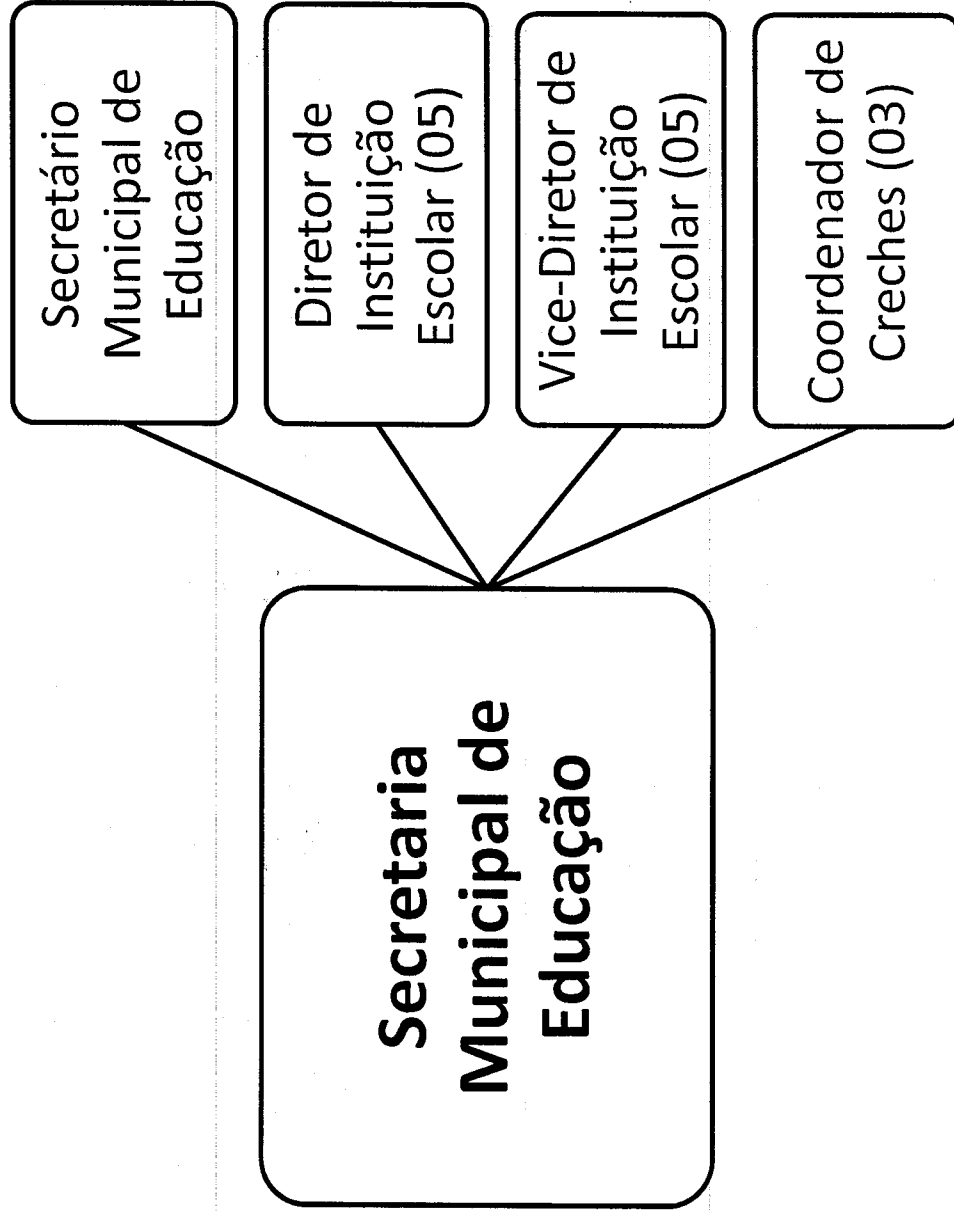 Secretaria
Municipal de
Educação
Secretário
Municipal de
Educação
Diretor de
Instituição
Escolar (05)
Vice-Diretor de
Instituição
Escolar (05)
Coordenador de
Creches (03)